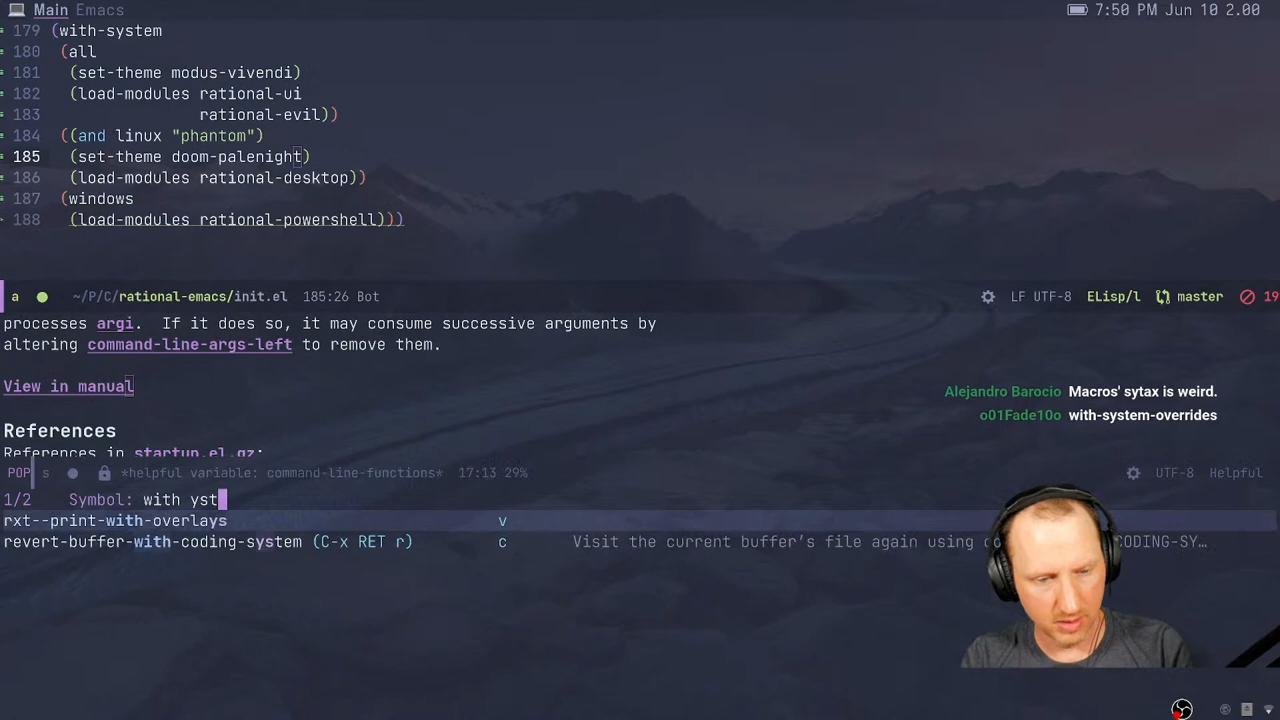 Main Emacs
7:50 PM Jun 10 2.00
179 (with-system
180 (all
181 (set-theme modus-vivendi)
182 (load-modules rational-ui
183 rational-evil))
184 ((and linux "phantom")
185 (set-theme doom-palenight)
186 (load-modules rational-desktop))
187 (windows
188 (load-modules rational-powershell)))
a ~/P/C/rational-emacs/init.el 185:26 Bot LF UTF-8 ELisp/l master 19
processes argi. If it does so, it may consume successive arguments by
altering command-line-args-left to remove them.
View in manual
Alejandro Barocio Macros' sytax is weird.
o01Fade10o with-system-overrides
References
References in startup.el.gz:
POP s *helpful variable: command-line-functions* 17:13 29% UTF-8 Helpful
1/2 Symbol: with yst
rxt--print-with-overlays v
revert-buffer-with-coding-system (C-x RET r) c Visit the current buffer's file again using CODING-SY…